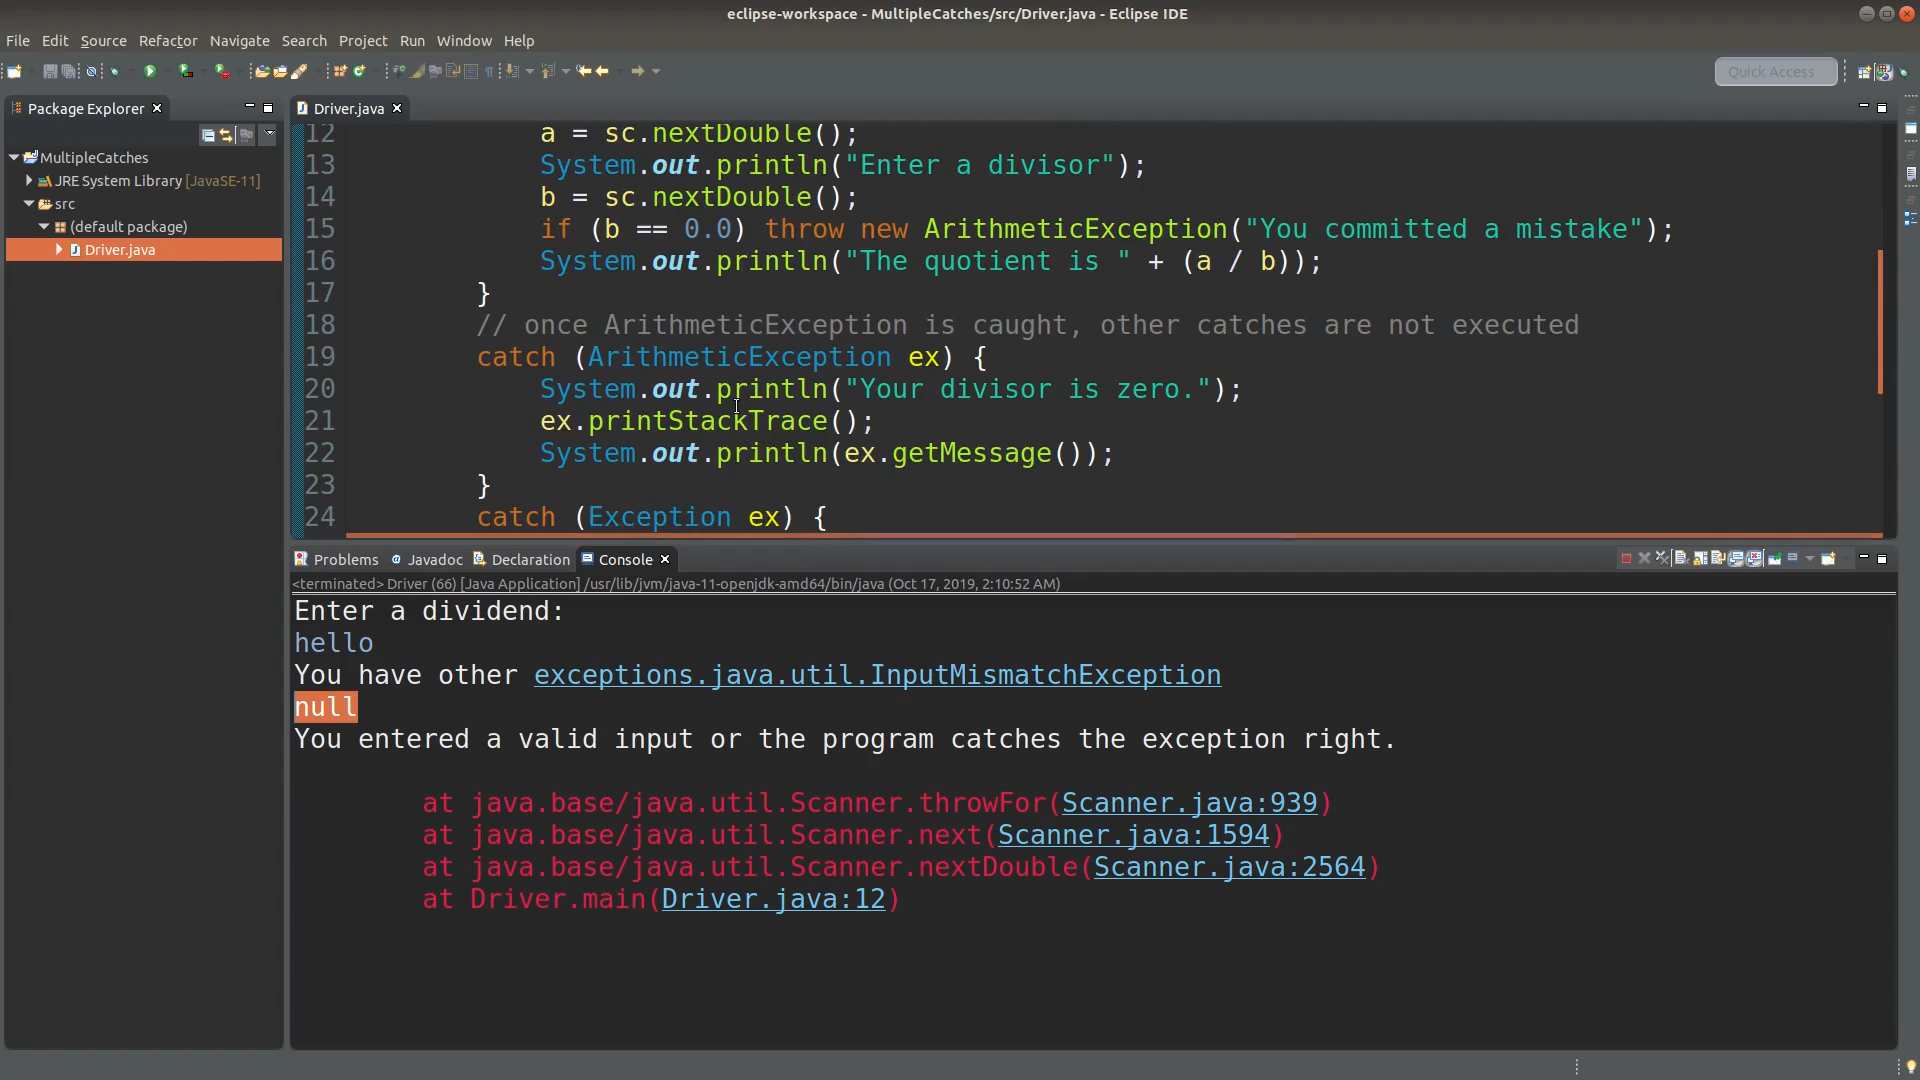 eclipse-workspace - MultipleCatches/src/Driver.java - Eclipse IDE
File Edit Source Refactor Navigate Search Project Run Window Help
Quick Access
Package Explorer
MultipleCatches
JRE System Library [JavaSE-11]
src
(default package)
Driver.java
Driver.java
12 a = sc.nextDouble();
13 System.out.println("Enter a divisor");
14 b = sc.nextDouble();
15 if (b == 0.0) throw new ArithmeticException("You committed a mistake");
16 System.out.println("The quotient is " + (a / b));
17 }
18 // once ArithmeticException is caught, other catches are not executed
19 catch (ArithmeticException ex) {
20 System.out.println("Your divisor is zero.");
21 ex.printStackTrace();
22 System.out.println(ex.getMessage());
23 }
24 catch (Exception ex) {
Problems Javadoc Declaration Console
<terminated> Driver (66) [Java Application] /usr/lib/jvm/java-11-openjdk-amd64/bin/java (Oct 17, 2019, 2:10:52 AM)
Enter a dividend:
hello
You have other exceptions.java.util.InputMismatchException
null
You entered a valid input or the program catches the exception right.
at java.base/java.util.Scanner.throwFor(Scanner.java:939)
at java.base/java.util.Scanner.next(Scanner.java:1594)
at java.base/java.util.Scanner.nextDouble(Scanner.java:2564)
at Driver.main(Driver.java:12)